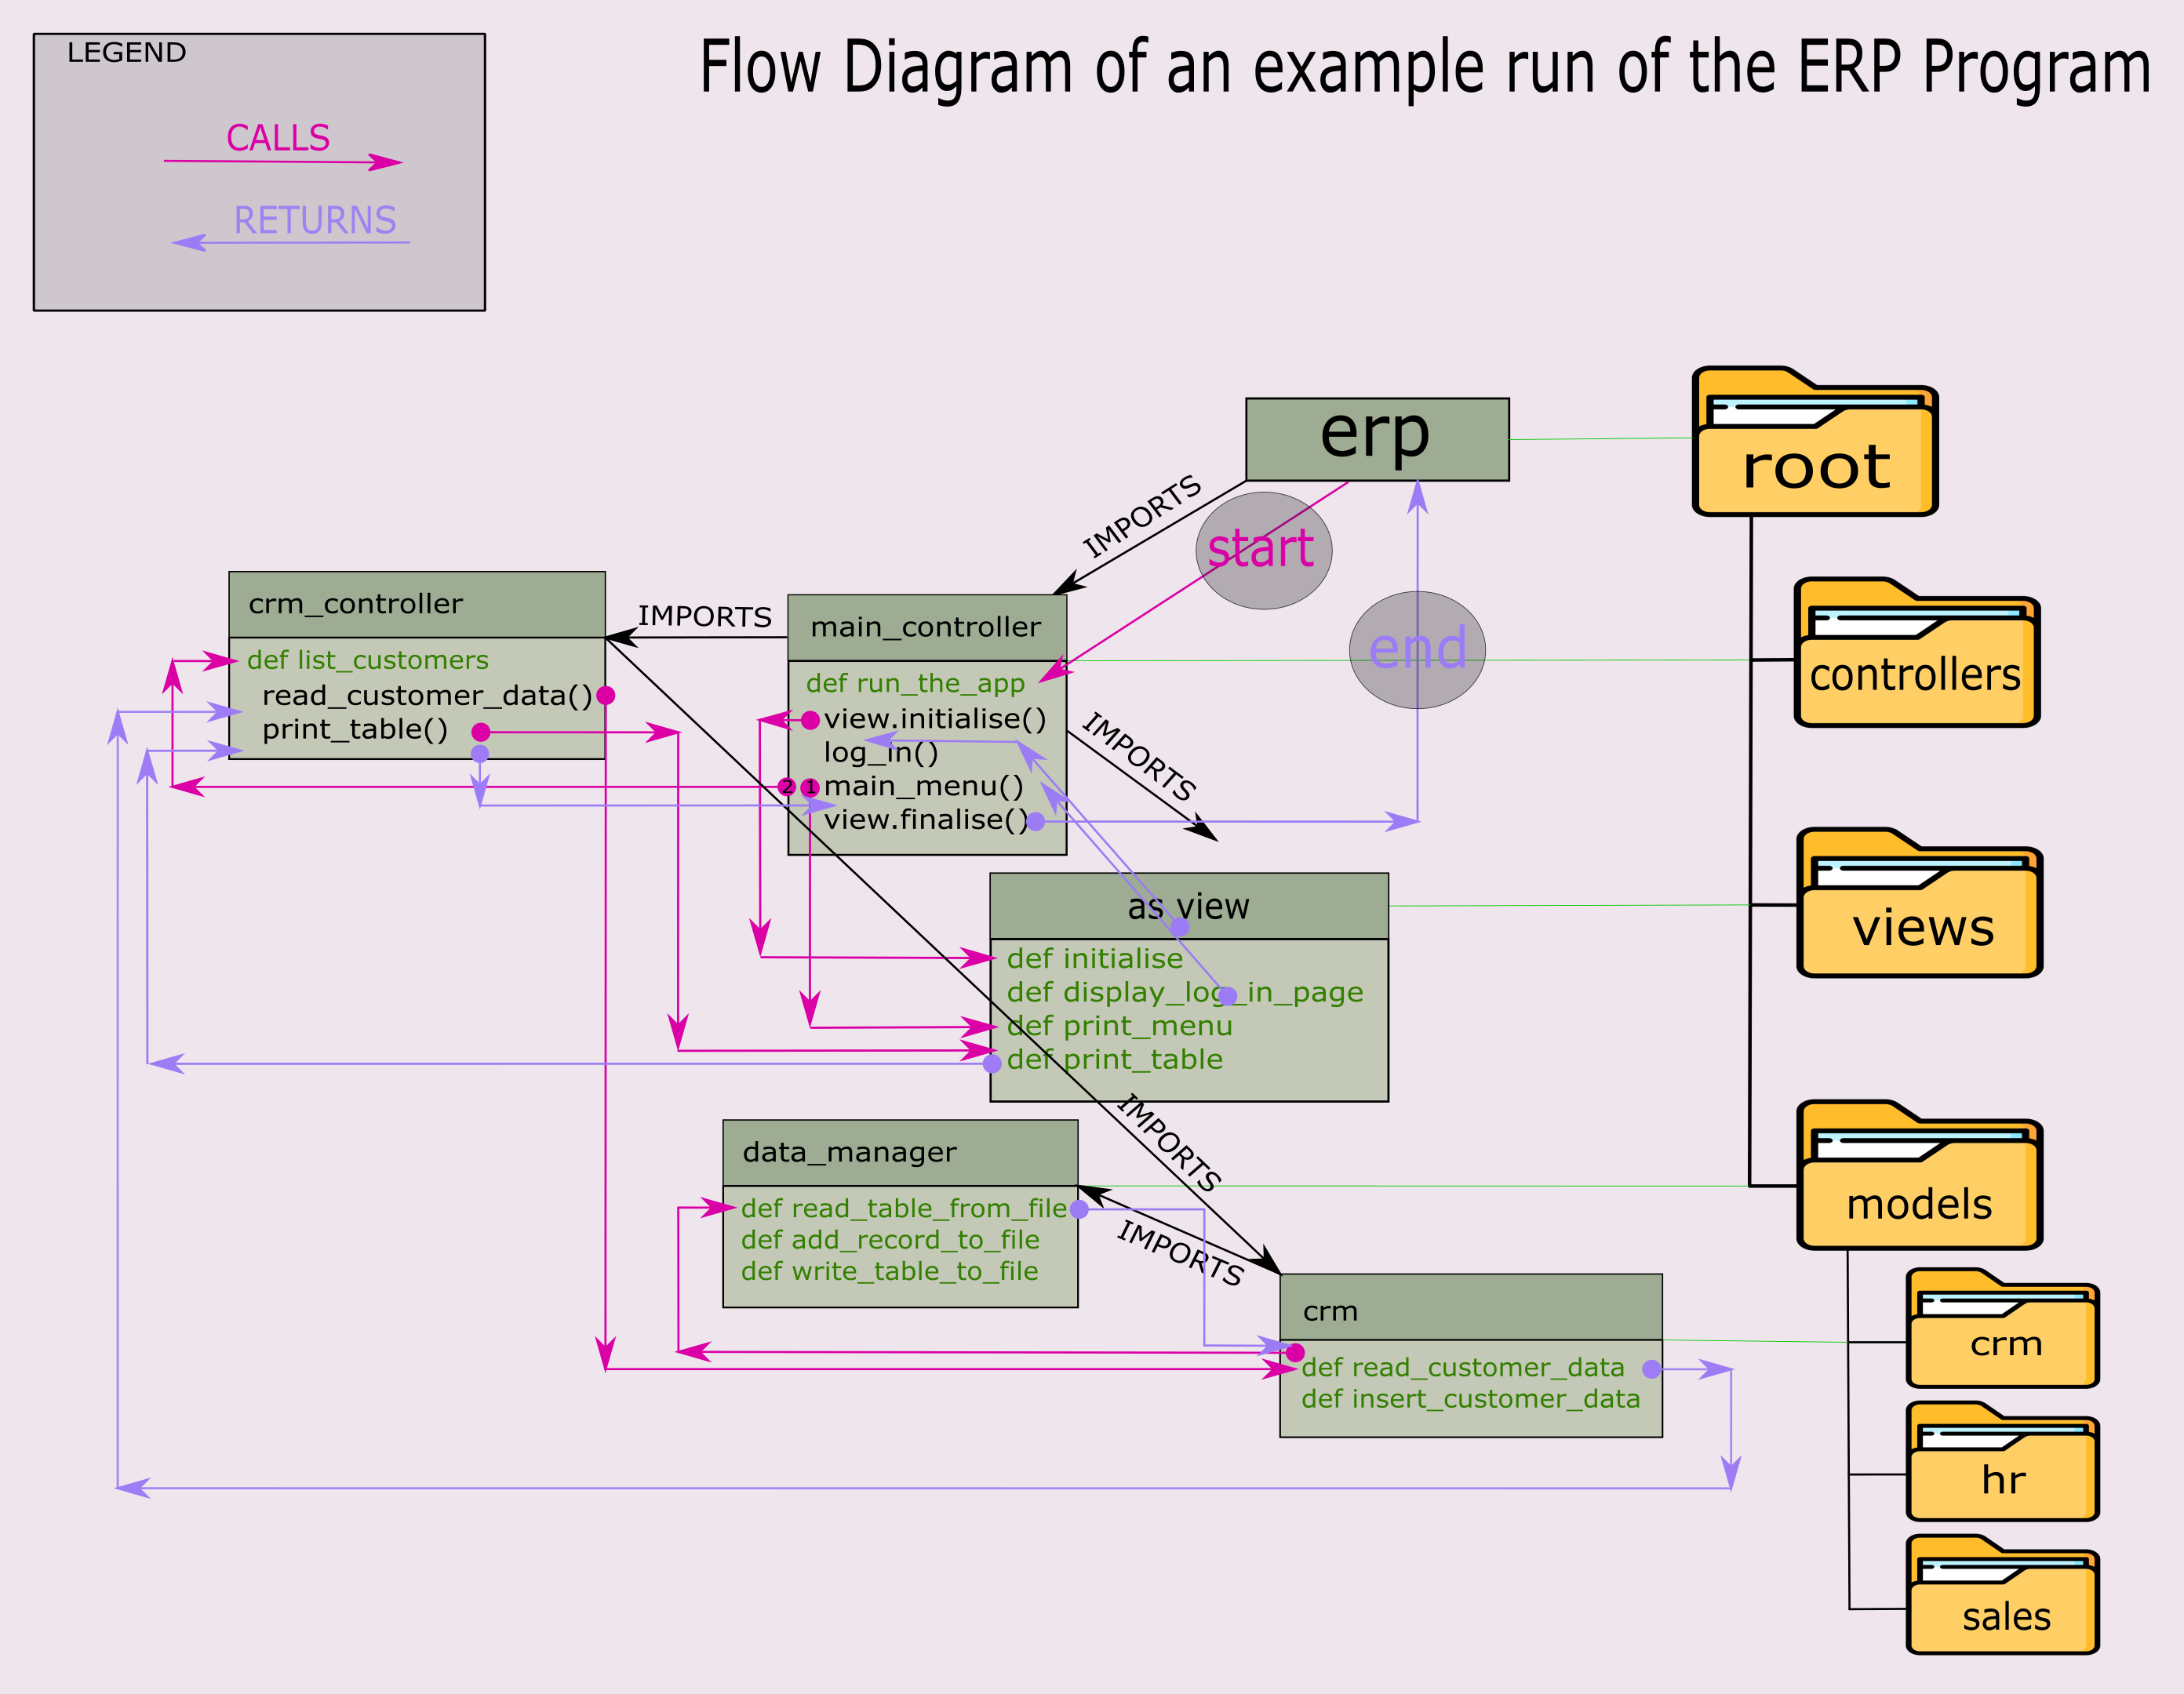 Flow Diagram of an example run of the ERP Program
LEGEND
CALLS
RETURNS
erp
root
IMPORTS
start
end
crm_controller
def list_customers
read_customer_data()
print_table()
IMPORTS
main_controller
def run_the_app
view.initialise()
log_in()
2 1 main_menu()
view.finalise()
IMPORTS
controllers
as view
def initialise
def display_log_in_page
def print_menu
def print_table
views
IMPORTS
data_manager
def read_table_from_file
def add_record_to_file
def write_table_to_file
IMPORTS
models
crm
def read_customer_data
def insert_customer_data
crm
hr
sales